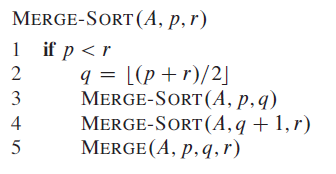 MERGE-SORT(A, p, r)
1 if p < r
2 q = ⌊(p + r)/2⌋
3 MERGE-SORT(A, p, q)
4 MERGE-SORT(A, q + 1, r)
5 MERGE(A, p, q, r)